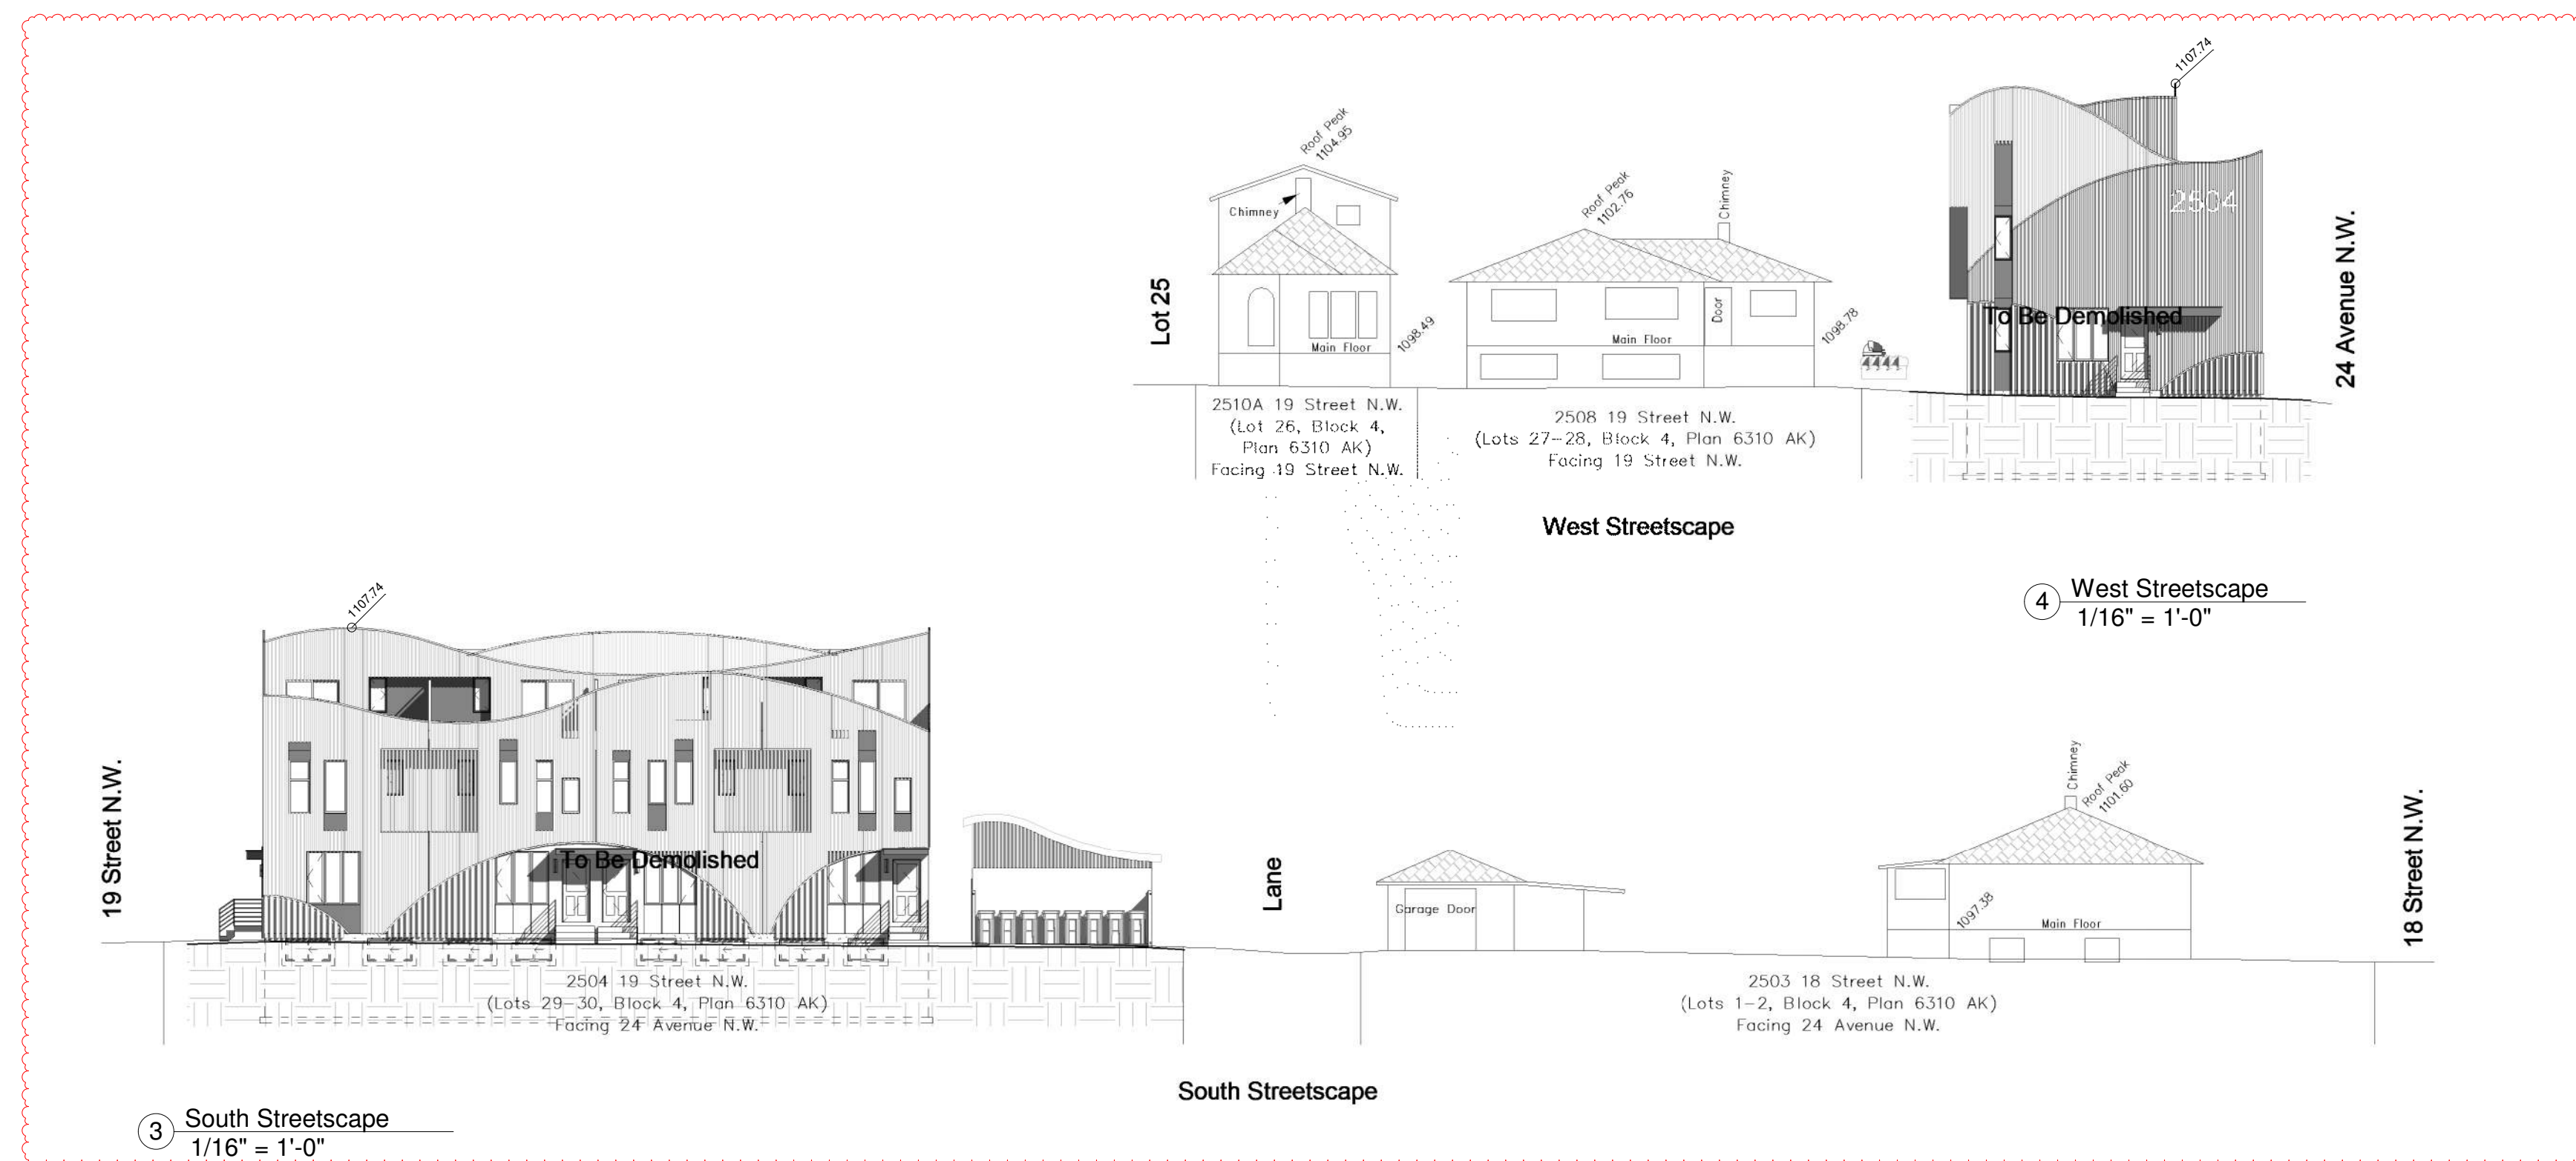 1107.74
Roof Peak
1104.95
Chimney
Main Floor
1098.49
Lot 25
Roof Peak
1102.76
Chimney
Door
Main Floor
1098.78
2504
To Be Demolished
24 Avenue N.W.
2510A 19 Street N.W.
(Lot 26, Block 4,
Plan 6310 AK)
Facing 19 Street N.W.
2508 19 Street N.W.
(Lots 27-28, Block 4, Plan 6310 AK)
Facing 19 Street N.W.
West Streetscape
4
West Streetscape
1/16" = 1'-0"
1107.74
19 Street N.W.
To Be Demolished
Lane
Garage Door
Chimney
Roof Peak
1101.60
1097.38
Main Floor
18 Street N.W.
2504 19 Street N.W.
(Lots 29-30, Block 4, Plan 6310 AK)
Facing 24 Avenue N.W.
2503 18 Street N.W.
(Lots 1-2, Block 4, Plan 6310 AK)
Facing 24 Avenue N.W.
South Streetscape
3
South Streetscape
1/16" = 1'-0"